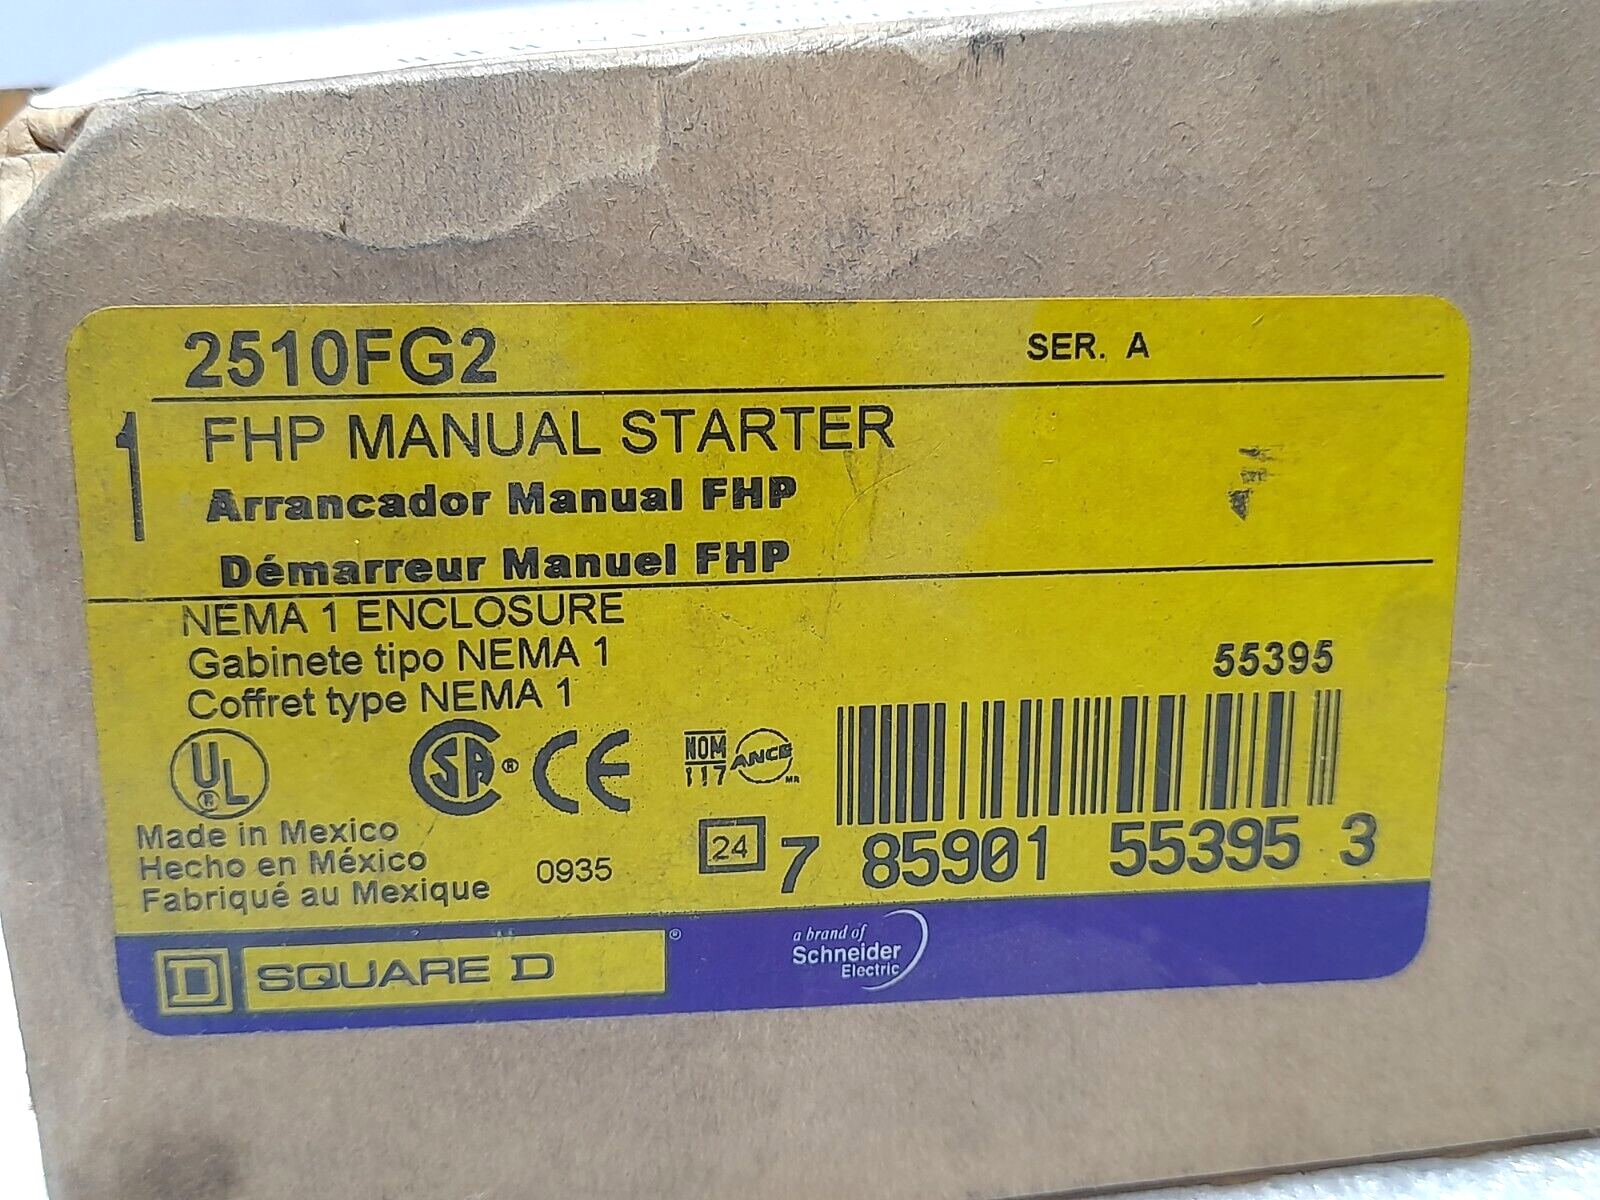 2510FG2 SER. A
1 FHP MANUAL STARTER
Arrancador Manual FHP
Démarreur Manuel FHP
NEMA 1 ENCLOSURE
Gabinete tipo NEMA 1
Coffret type NEMA 1
55395
UL ®
CSA ®
CE
NOM
117
ANCE MR
Made in Mexico
Hecho en México
Fabriqué au Mexique
0935
24
7 85901 55395 3
D SQUARE D ®
a brand of
Schneider
Electric